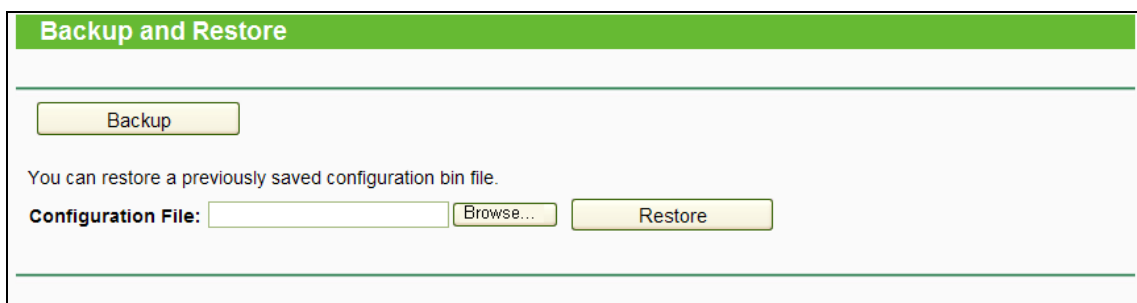 Backup and Restore
Backup
You can restore a previously saved configuration bin file.
Configuration File: Browse... Restore